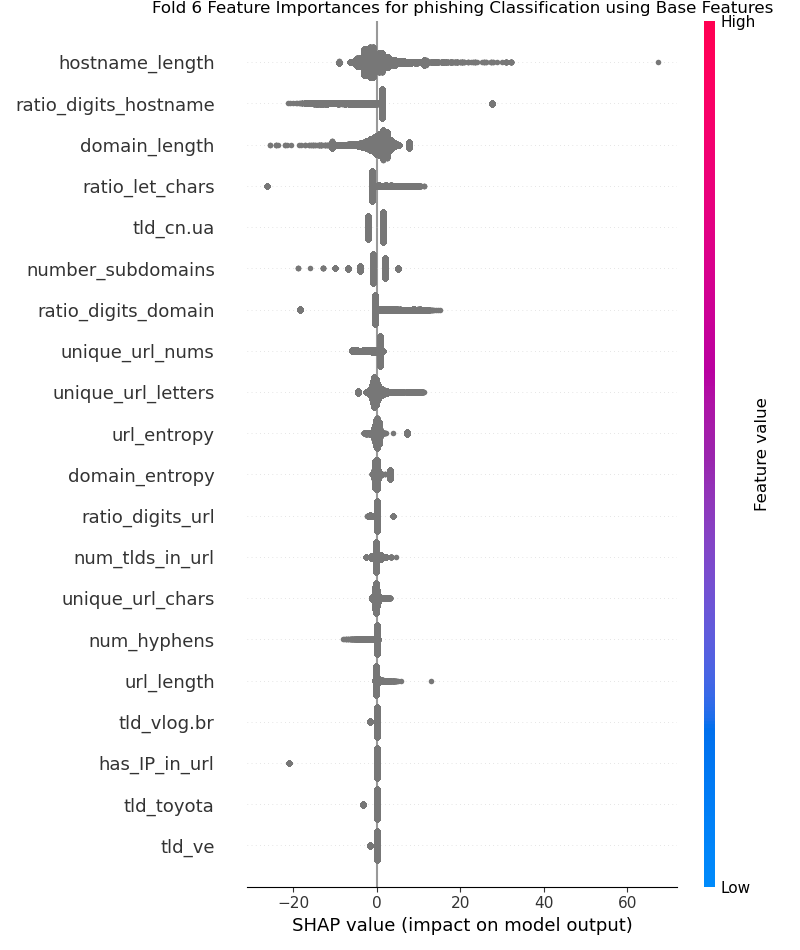 Fold 6 Feature Importances for phishing Classification using Base Features
High
hostname_length
ratio_digits_hostname
domain_length
ratio_let_chars
tld_cn.ua
number_subdomains
ratio_digits_domain
unique_url_nums
unique_url_letters
url_entropy
domain_entropy
ratio_digits_url
num_tlds_in_url
unique_url_chars
num_hyphens
url_length
tld_vlog.br
has_IP_in_url
tld_toyota
tld_ve
Feature value
Low
−20 0 20 40 60
SHAP value (impact on model output)